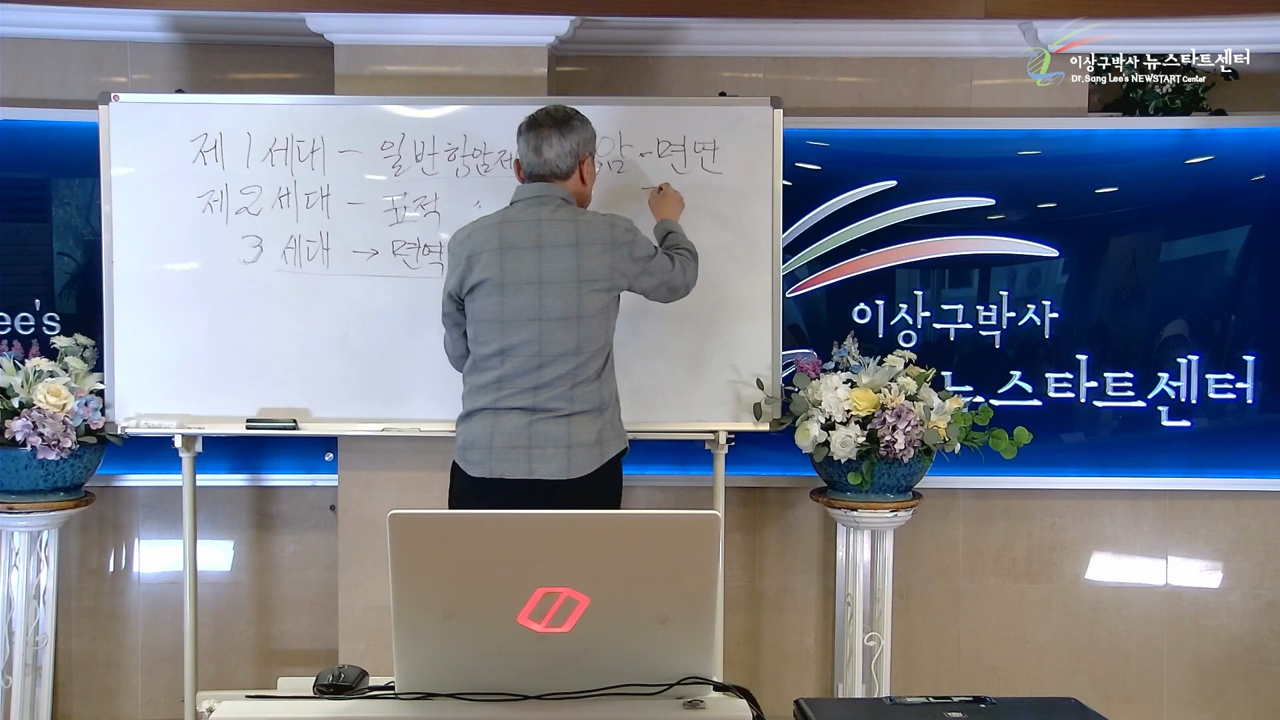 이상구박사 뉴스타트센터
Dr. Sang Lee's NEWSTART Center
제 1 세대 - 일반항암제 암 - 면연
제 2 세대 - 표적 〃
3 세대 → 면역
ee's
이상구박사
뉴스타트센터